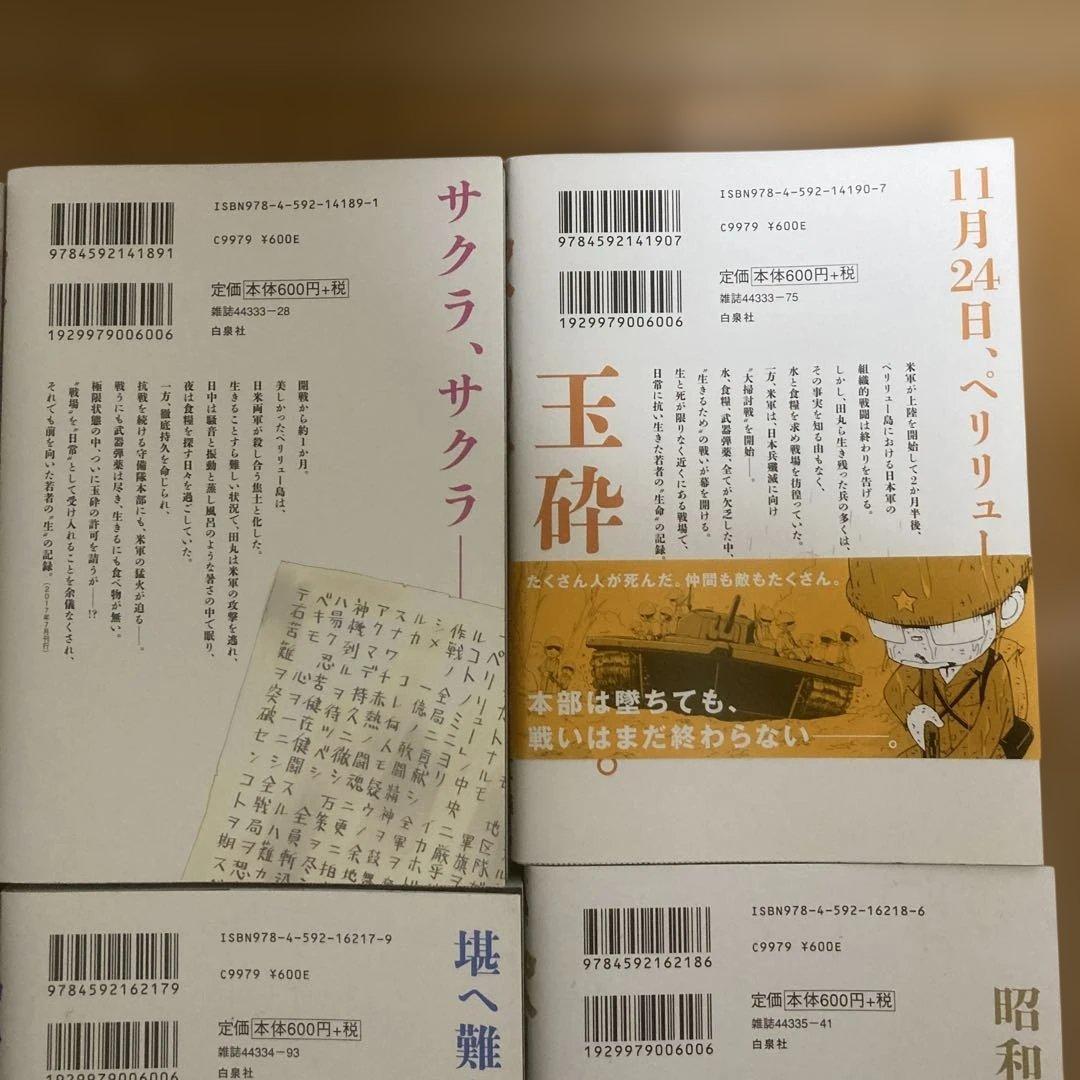 ISBN978-4-592-14189-1
9784592141891
C9979 ¥600E
定価 本体600円+税
雑誌44333-28
1929979006006
白泉社
サクラ、サクラ——
開戦から約1か月。
美しかったペリリュー島は、
日米両軍が殺し合う焦土と化した。
生きることすら難しい状況で、田丸は米軍の攻撃を逃れ、
日中は騒音と振動と蒸し風呂のような暑さの中で眠り、
夜は食糧を探す日々を過ごしていた。
一方、徹底持久を命じられ、
抗戦を続ける守備隊本部にも、米軍の猛火が迫る——。
戦うにも武器弾薬は尽き、生きるにも食べ物が無い。
極限状態の中、ついに玉砕の許可を請うが——!?
“戦場”を“日常”として受け入れることを余儀なくされ、
それでも前を向いた若者の“生”の記録。(2017年7月刊行)
ISBN978-4-592-14190-7
9784592141907
C9979 ¥600E
定価 本体600円+税
雑誌44333-75
1929979006006
白泉社
11月24日、ペリリュー
玉砕
。
米軍が上陸を開始して2か月半後、
ペリリュー島における日本軍の
組織的戦闘は終わりを告げる。
しかし、田丸ら生き残った兵の多くは、
その事実を知る由もなく、
水と食糧を求め戦場を彷徨っていた。
一方、米軍は、日本兵殲滅に向け
“大掃討戦”を開始——。
水、食糧、武器弾薬、全てが欠乏した中、
“生きるため”の戦いが幕を開ける。
生と死が限りなく近くにある戦場で、
日常に抗い生きた若者の“生命”の記録。
たくさん人が死んだ。仲間も敵もたくさん。
本部は墜ちても、
戦いはまだ終わらない——。
ISBN978-4-592-16217-9
9784592162179
C9979 ¥600E
定価 本体600円+税
雑誌44334-93
白泉社
堪ヘ難
ISBN978-4-592-16218-6
9784592162186
C9979 ¥600E
定価 本体600円+税
雑誌44335-41
1929979006006
白泉社
昭和